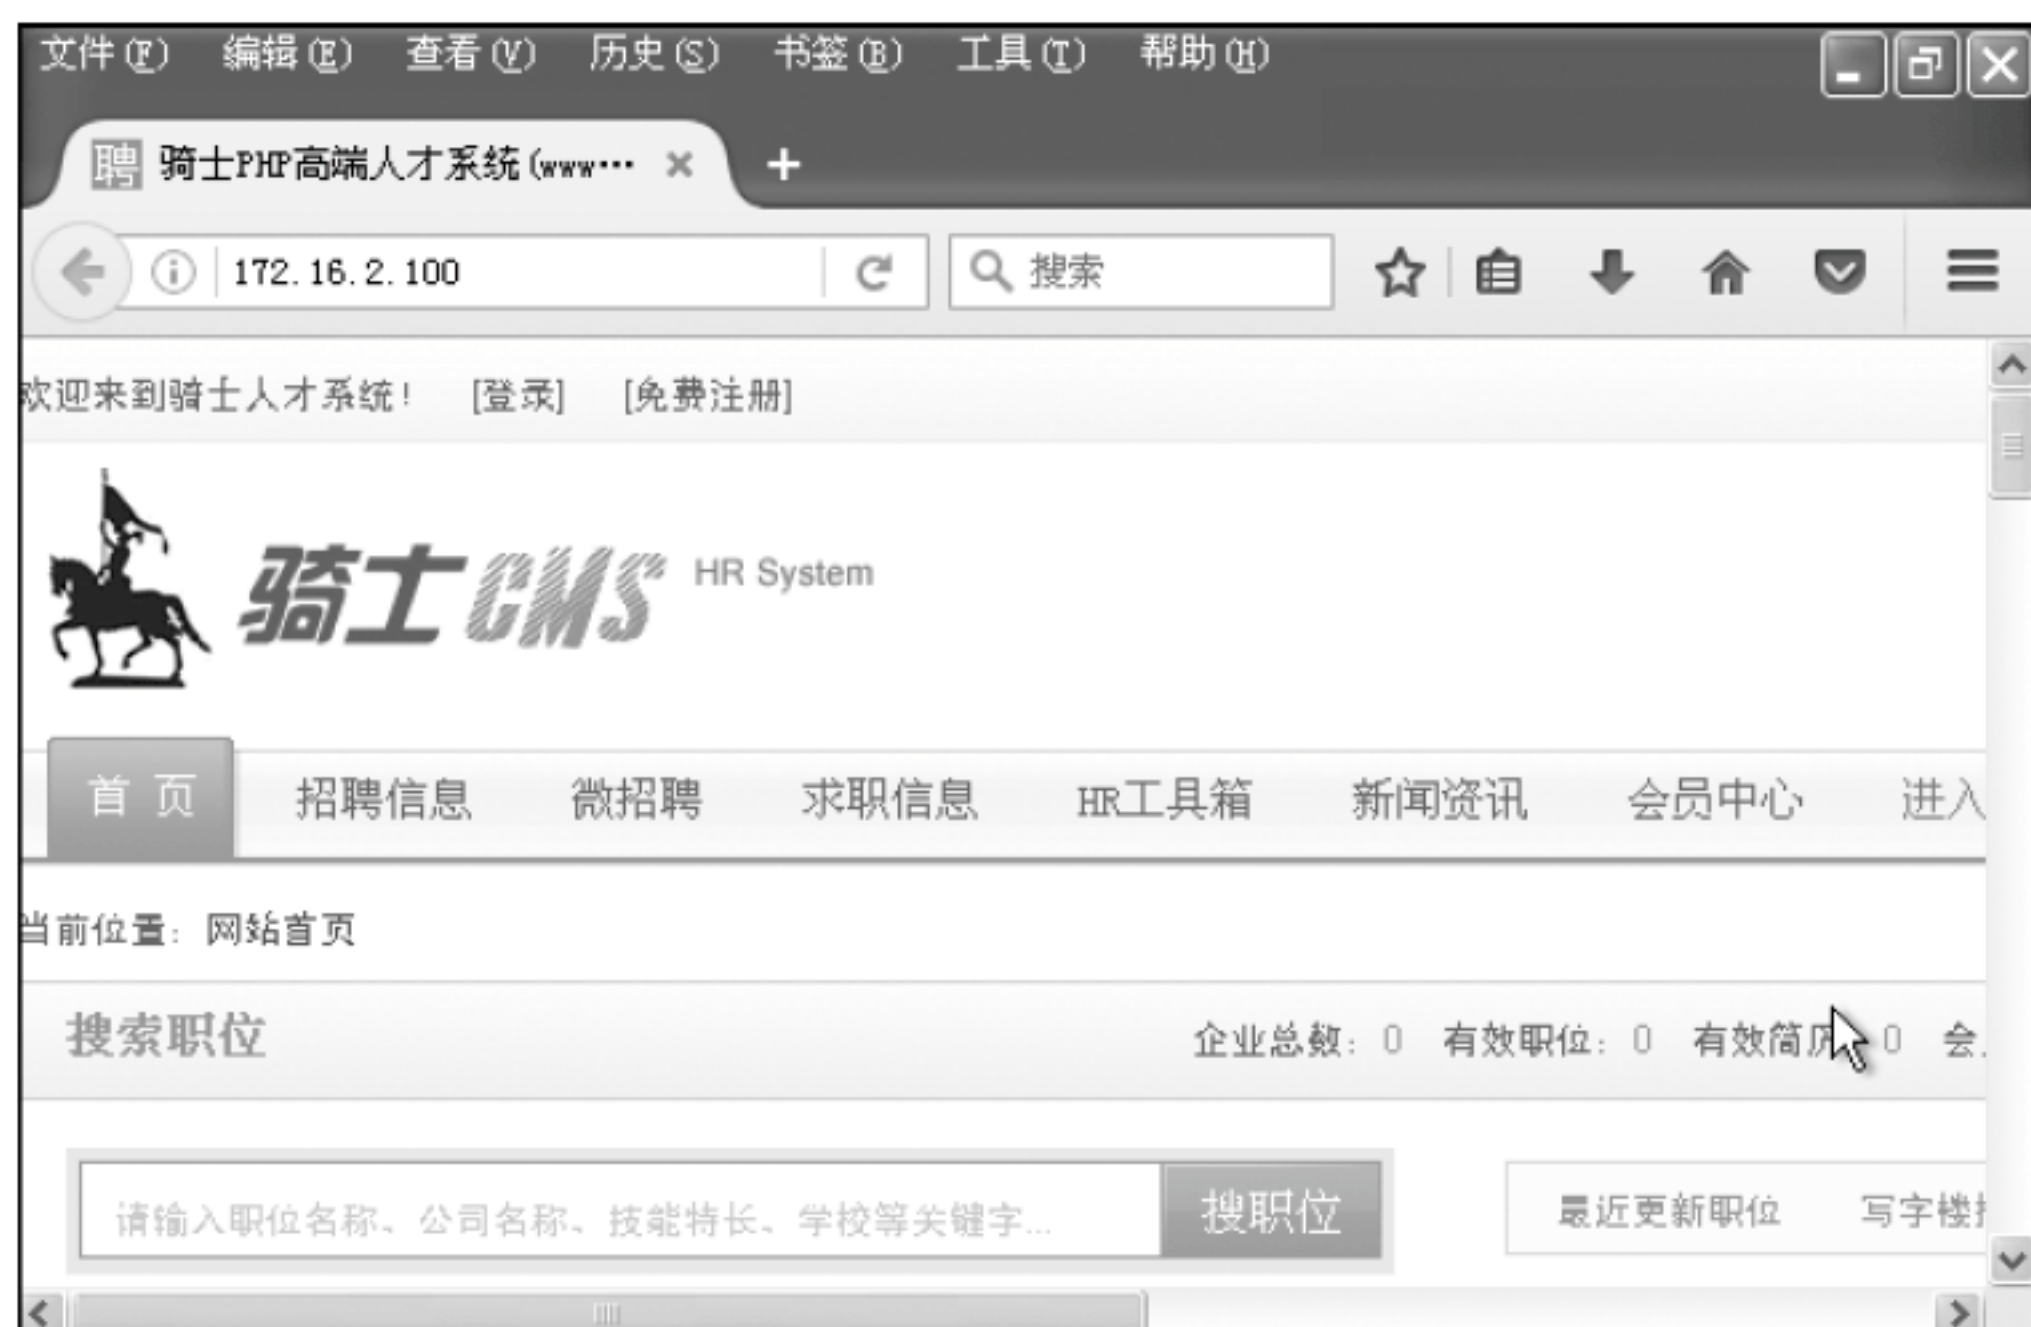 文件(F) 编辑(E) 查看(V) 历史(S) 书签(B) 工具(T) 帮助(H)
聘 骑士PHP高端人才系统(www…
172.16.2.100 搜索
欢迎来到骑士人才系统! [登录] [免费注册]
骑士CMS HR System
首页 招聘信息 微招聘 求职信息 HR工具箱 新闻资讯 会员中心 进入
当前位置: 网站首页
搜索职位 企业总数: 0 有效职位: 0 有效简历 0 会
请输入职位名称、公司名称、技能特长、学校等关键字... 搜职位 最近更新职位 写字楼